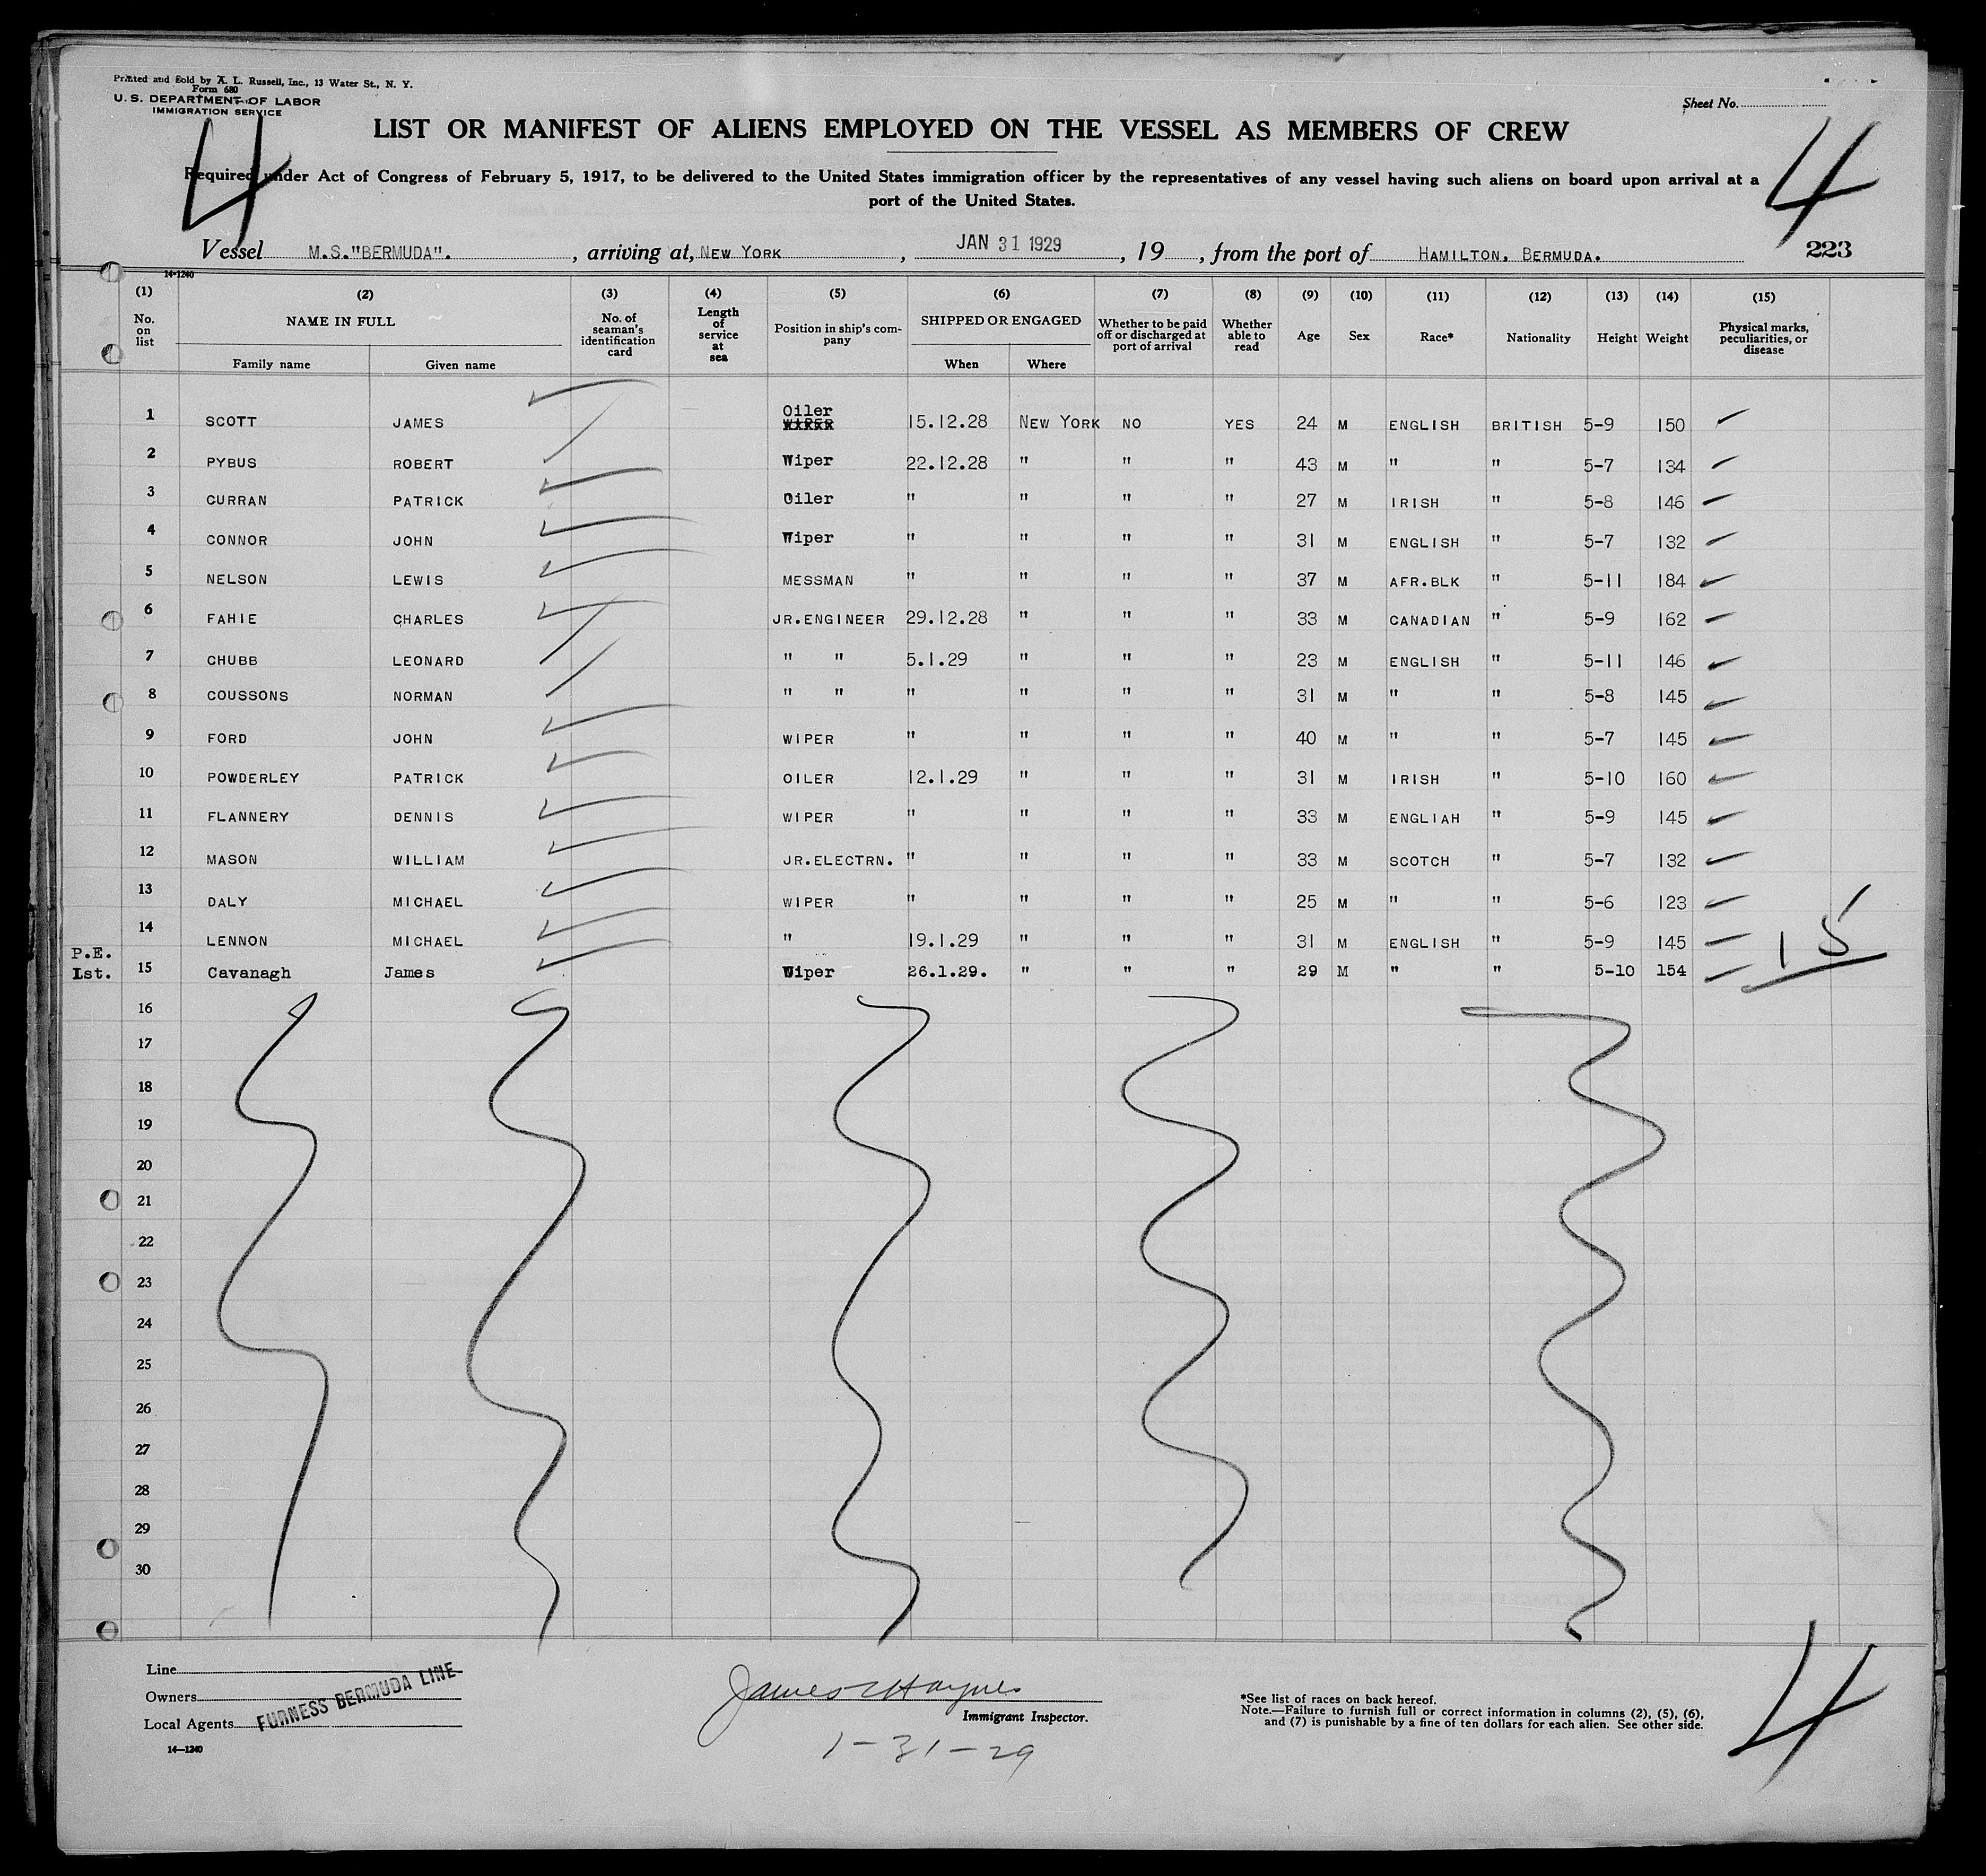 Printed and Sold by A. L. Russell, Inc., 13 Water St., N. Y.
Form 680
U. S. DEPARTMENT OF LABOR
IMMIGRATION SERVICE
Sheet No.
4
4
LIST OR MANIFEST OF ALIENS EMPLOYED ON THE VESSEL AS MEMBERS OF CREW
Required under Act of Congress of February 5, 1917, to be delivered to the United States immigration officer by the representatives of any vessel having such aliens on board upon arrival at a
port of the United States.
Vessel M.S."BERMUDA". , arriving at, NEW YORK , JAN 31 1929 , 19 , from the port of HAMILTON, BERMUDA. 223
14-1240
(1) (2) (3) (4) (5) (6) (7) (8) (9) (10) (11) (12) (13) (14) (15)
No. on list NAME IN FULL Family name Given name No. of seaman's identification card Length of service at sea Position in ship's company SHIPPED OR ENGAGED When Where Whether to be paid off or discharged at port of arrival Whether able to read Age Sex Race* Nationality Height Weight Physical marks, peculiarities, or disease
1 SCOTT JAMES Oiler WIPER 15.12.28 NEW YORK NO YES 24 M ENGLISH BRITISH 5-9 150
2 PYBUS ROBERT Wiper 22.12.28 " " " 43 M " " 5-7 134
3 CURRAN PATRICK Oiler " " " " 27 M IRISH " 5-8 146
4 CONNOR JOHN Wiper " " " " 31 M ENGLISH " 5-7 132
5 NELSON LEWIS MESSMAN " " " " 37 M AFR.BLK " 5-11 184
6 FAHIE CHARLES JR.ENGINEER 29.12.28 " " " 33 M CANADIAN " 5-9 162
7 CHUBB LEONARD " " 5.1.29 " " " 23 M ENGLISH " 5-11 146
8 COUSSONS NORMAN " " " " " " 31 M " " 5-8 145
9 FORD JOHN WIPER " " " " 40 M " " 5-7 145
10 POWDERLEY PATRICK OILER 12.1.29 " " " 31 M IRISH " 5-10 160
11 FLANNERY DENNIS WIPER " " " " 33 M ENGLIAH " 5-9 145
12 MASON WILLIAM JR.ELECTRN. " " " " 33 M SCOTCH " 5-7 132
13 DALY MICHAEL WIPER " " " " 25 M " " 5-6 123
14 LENNON MICHAEL " 19.1.29 " " " 31 M ENGLISH " 5-9 145
P.E. 1st. 15 Cavanagh James Wiper 26.1.29. " " " 29 M " " 5-10 154
15
16
17
18
19
20
21
22
23
24
25
26
27
28
29
30
Line
Owners
Local Agents
FURNESS BERMUDA LINE
14-1240
James Haynes
Immigrant Inspector.
1-31-29
*See list of races on back hereof.
Note.—Failure to furnish full or correct information in columns (2), (5), (6),
and (7) is punishable by a fine of ten dollars for each alien. See other side.
4